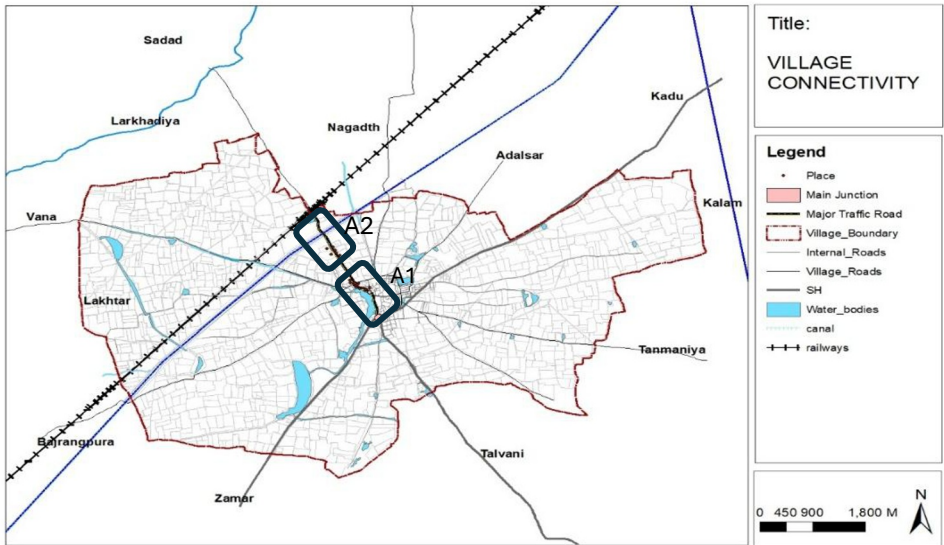 Title:
VILLAGE
CONNECTIVITY
Sadad
Kadu
Larkhadiya
Nagadth
Adalsar
Kalam
Vana
A2
A1
Lakhtar
Tanmaniya
Bajrangpura
Talvani
Zamar
Legend
Place
Main Junction
Major Traffic Road
Village_Boundary
Internal_Roads
Village_Roads
SH
Water_bodies
canal
railways
N
0 450 900 1,800 M